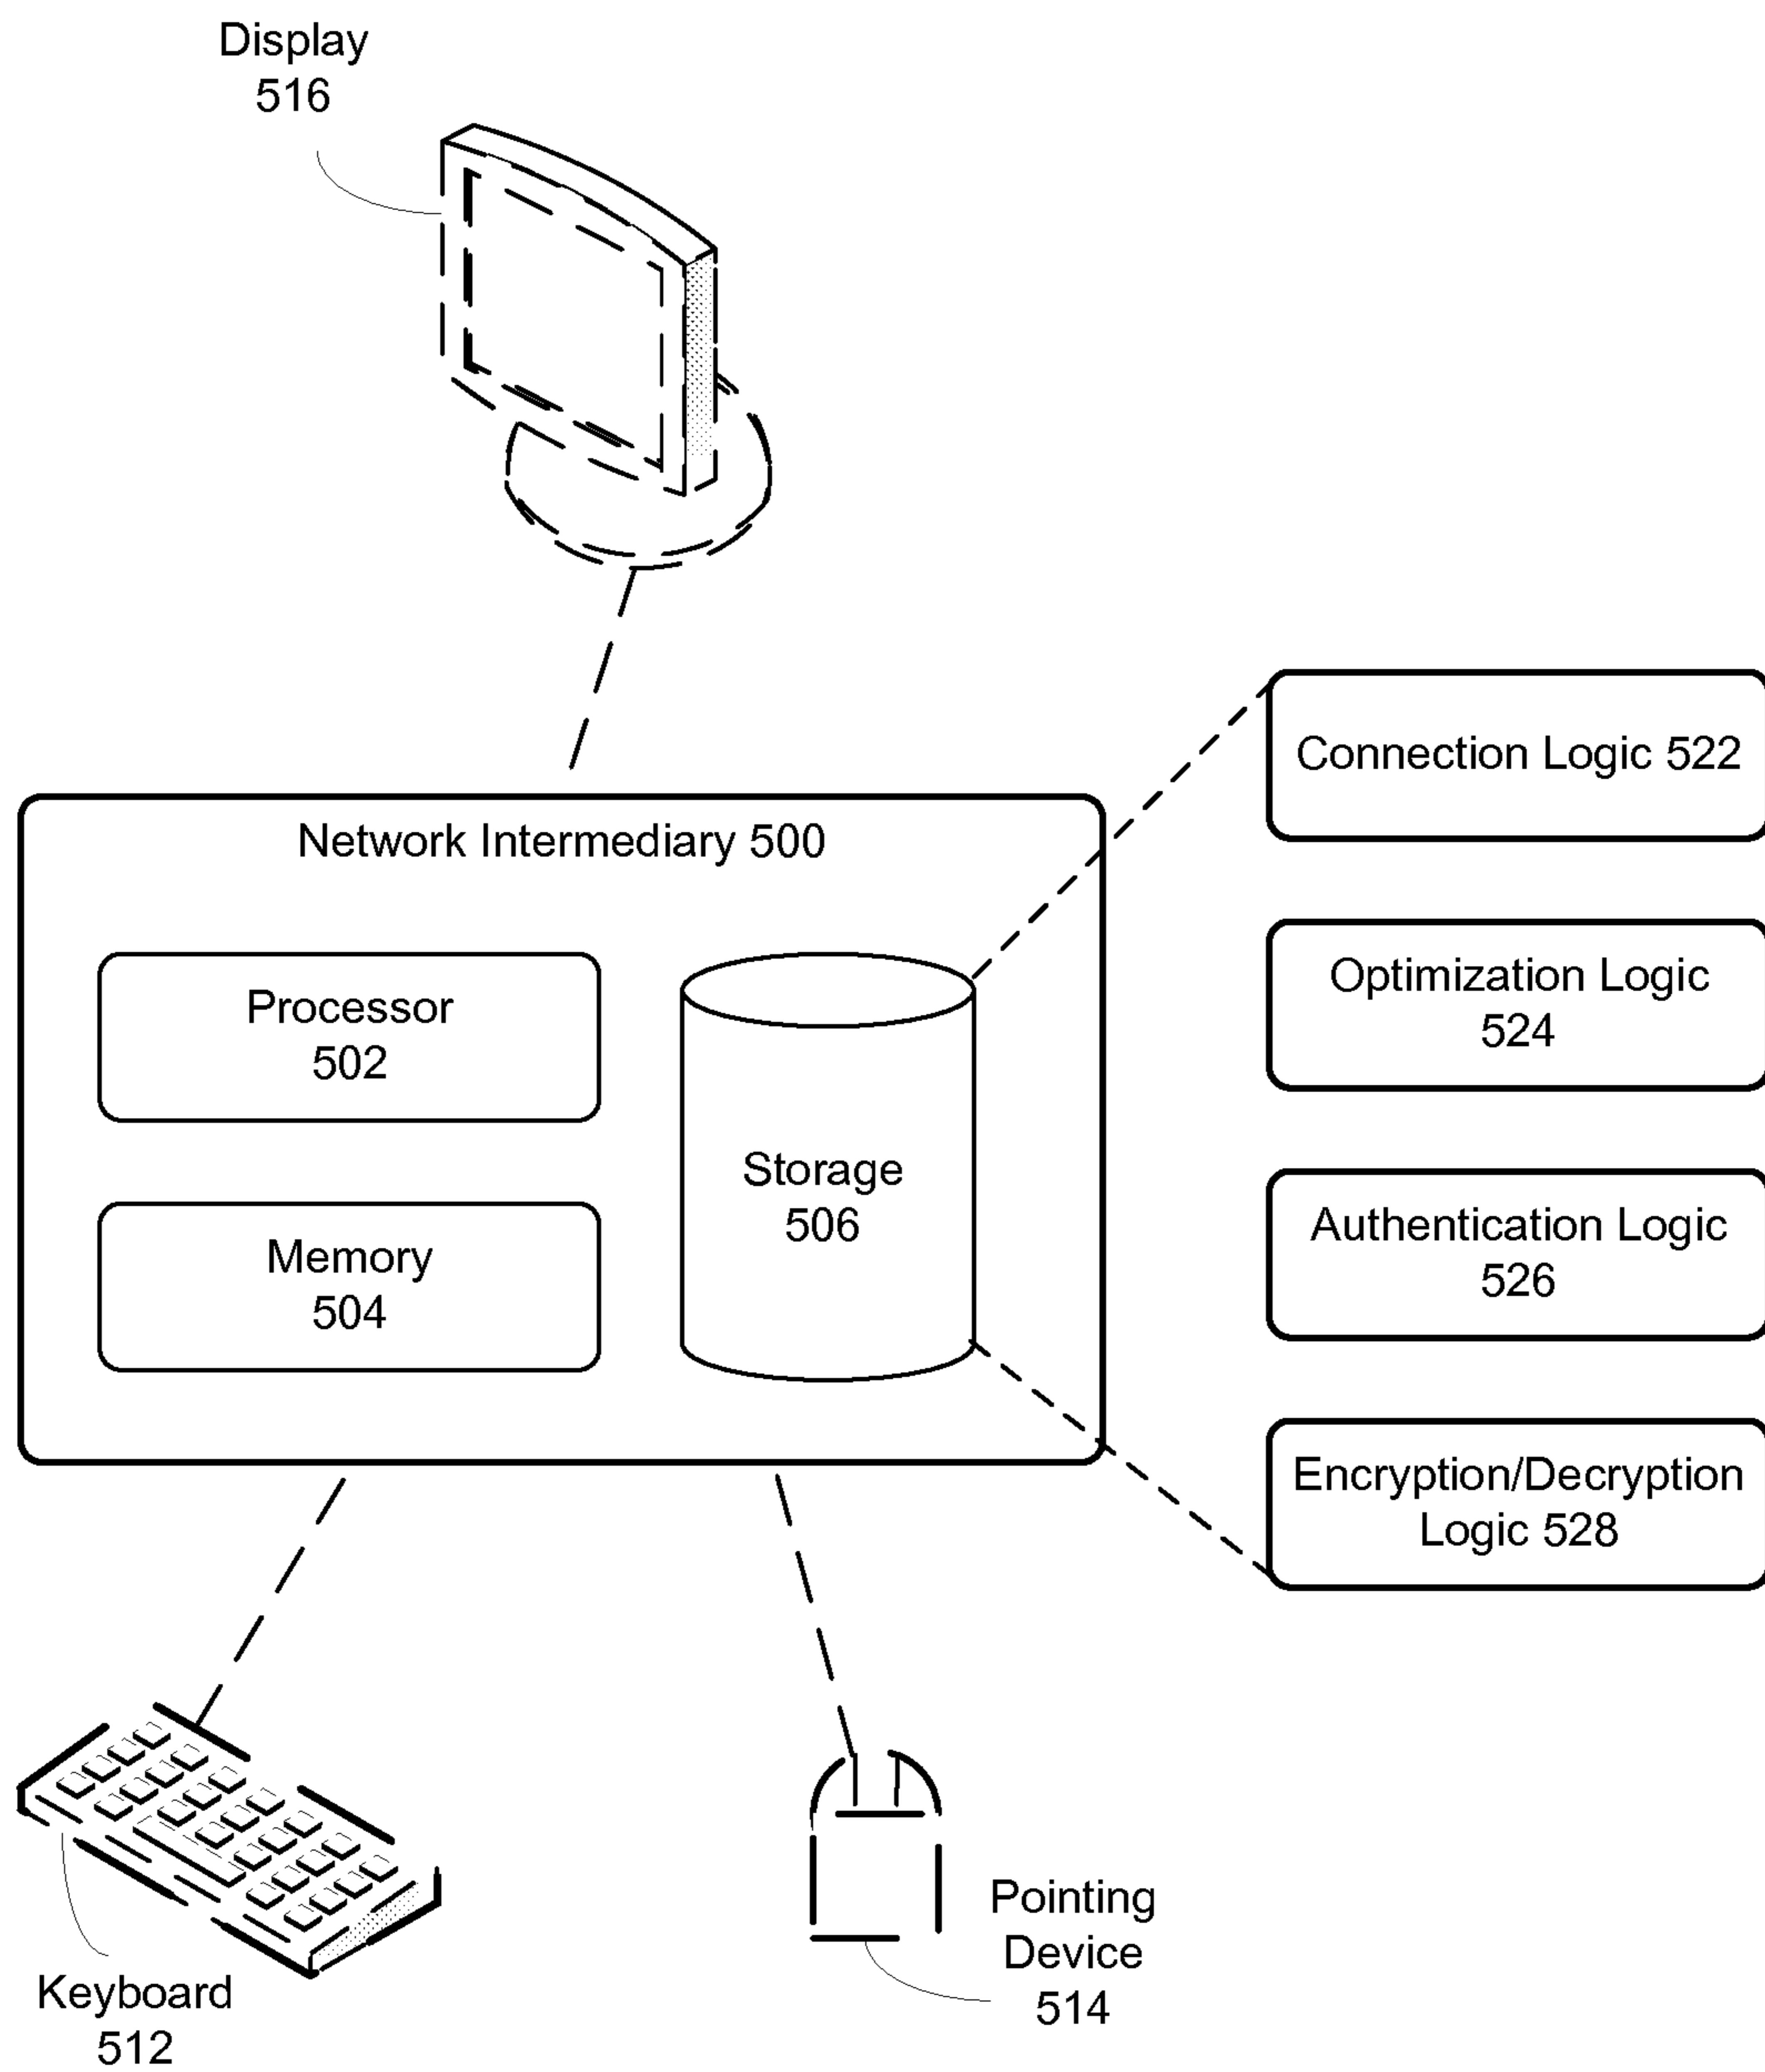 Display
516
Network Intermediary 500
Processor
502
Memory
504
Storage
506
Connection Logic 522
Optimization Logic
524
Authentication Logic
526
Encryption/Decryption
Logic 528
Keyboard
512
Pointing
Device
514